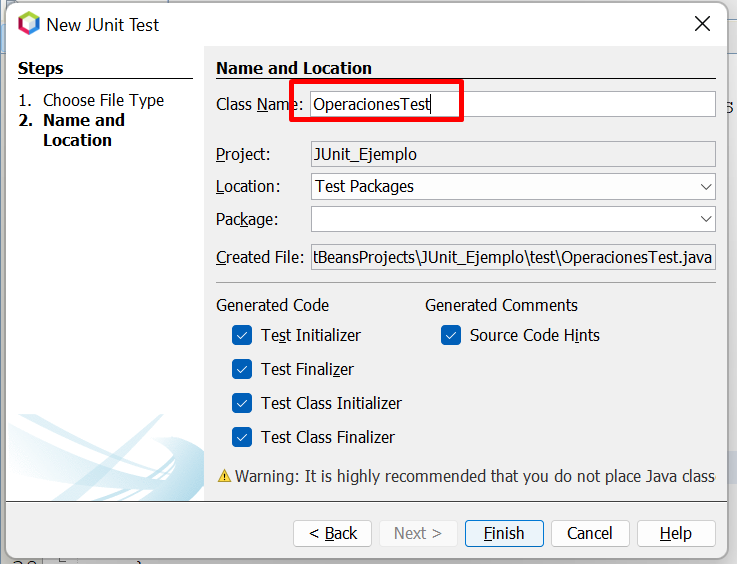 New JUnit Test
Steps
1. Choose File Type
2. Name and
Location
Name and Location
Class Name: OperacionesTest
Project: JUnit_Ejemplo
Location: Test Packages
Package:
Created File: tBeansProjects\JUnit_Ejemplo\test\OperacionesTest.java
Generated Code Generated Comments
Test Initializer Source Code Hints
Test Finalizer
Test Class Initializer
Test Class Finalizer
Warning: It is highly recommended that you do not place Java class
< Back Next > Finish Cancel Help